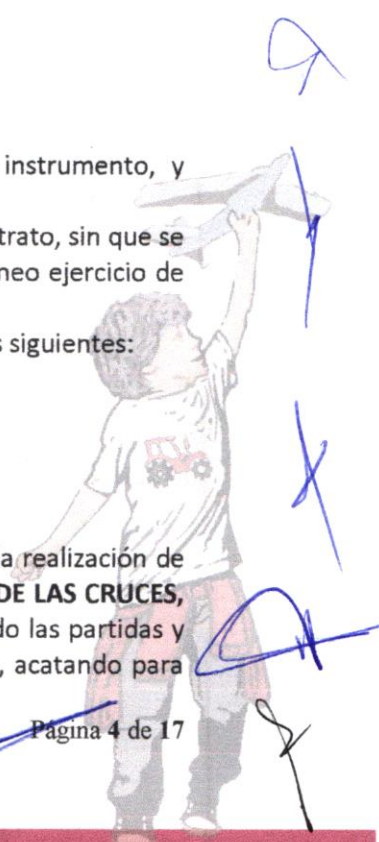 instrumento, y
trato, sin que se
neo ejercicio de
s siguientes:
a realización de
DE LAS CRUCES,
do las partidas y
, acatando para
Página 4 de 17